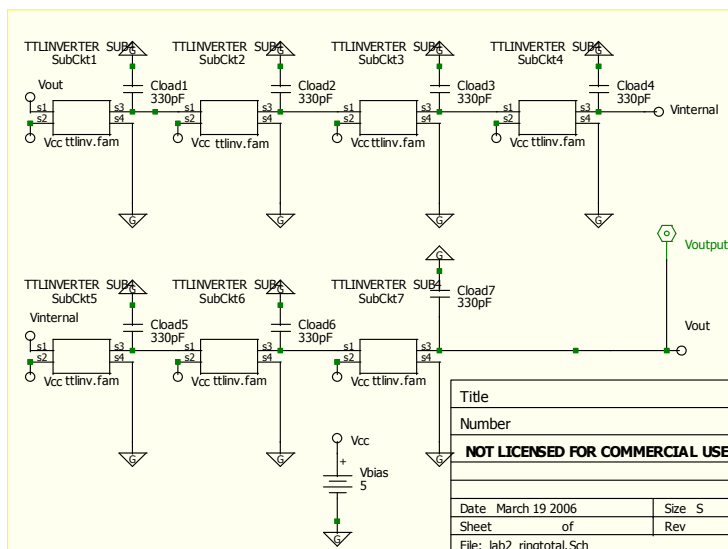 TTLINVERTER SUB4 TTLINVERTER SUB4 TTLINVERTER SUB4 TTLINVERTER SUB4
SubCkt1 SubCkt2 SubCkt3 SubCkt4
G G G G
Vout Cload1 Cload2 Cload3 Cload4
330pF 330pF 330pF 330pF
s1 s3 s1 s3 s1 s3 s1 s3 Vinternal
s2 s4 s2 s4 s2 s4 s2 s4
Vcc ttlinv.fam Vcc ttlinv.fam Vcc ttlinv.fam Vcc ttlinv.fam
G G G G
Voutput
G
TTLINVERTER SUB4 TTLINVERTER SUB4 TTLINVERTER SUB4
SubCkt5 SubCkt6 SubCkt7
G G
Cload7
330pF
Vinternal Cload5 Cload6 Vout
330pF 330pF
s1 s3 s1 s3 s1 s3
s2 s4 s2 s4 s2 s4
Vcc ttlinv.fam Vcc ttlinv.fam Vcc ttlinv.fam
G G G
Vcc
+
Vbias
5
G
Title
Number
NOT LICENSED FOR COMMERCIAL USE
Date March 19 2006 Size S
Sheet of Rev
File: lab2_ringtotal.Sch